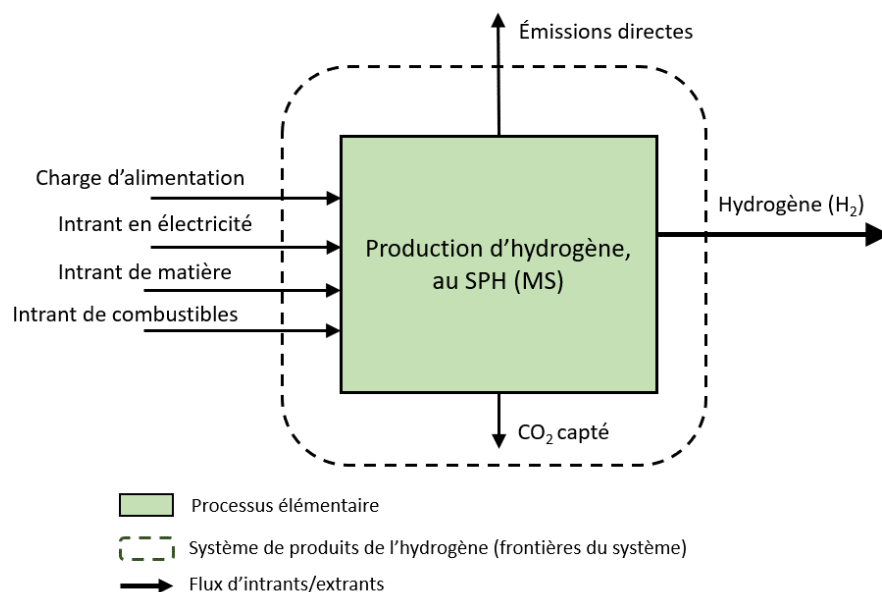 Émissions directes
Charge d'alimentation
Intrant en électricité
Intrant de matière
Intrant de combustibles
Production d'hydrogène,
au SPH (MS)
Hydrogène (H₂)
CO₂ capté
Processus élémentaire
Système de produits de l'hydrogène (frontières du système)
Flux d'intrants/extrants